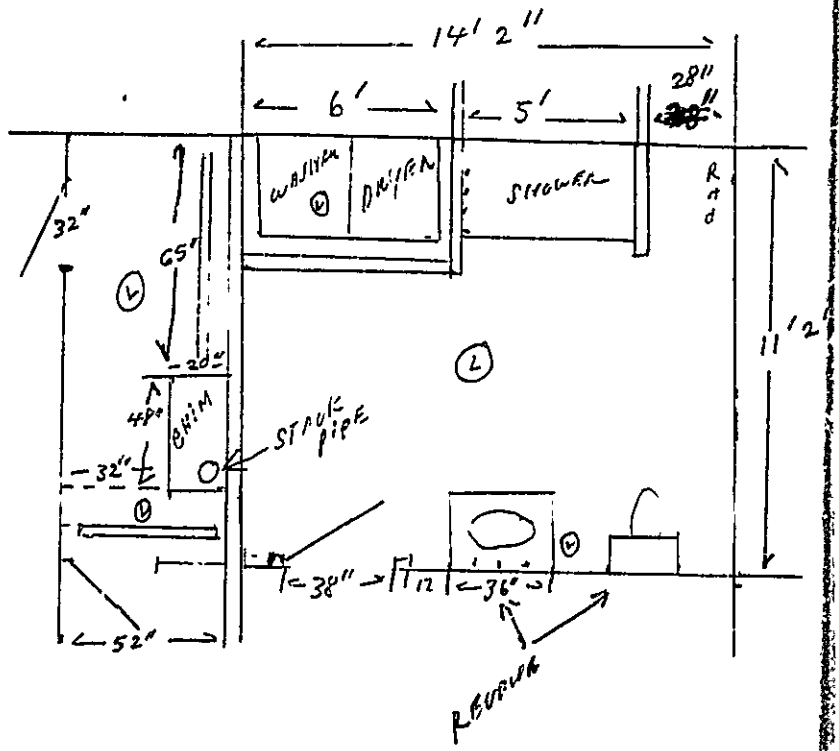 14' 2"
28"
6'
5'
WASHER
DRYER
SHOWER
Rad
32"
65"
L
L
11' 2"
20"
48"
CHIM
STACK
PIPE
32"
38"
12
36"
52"